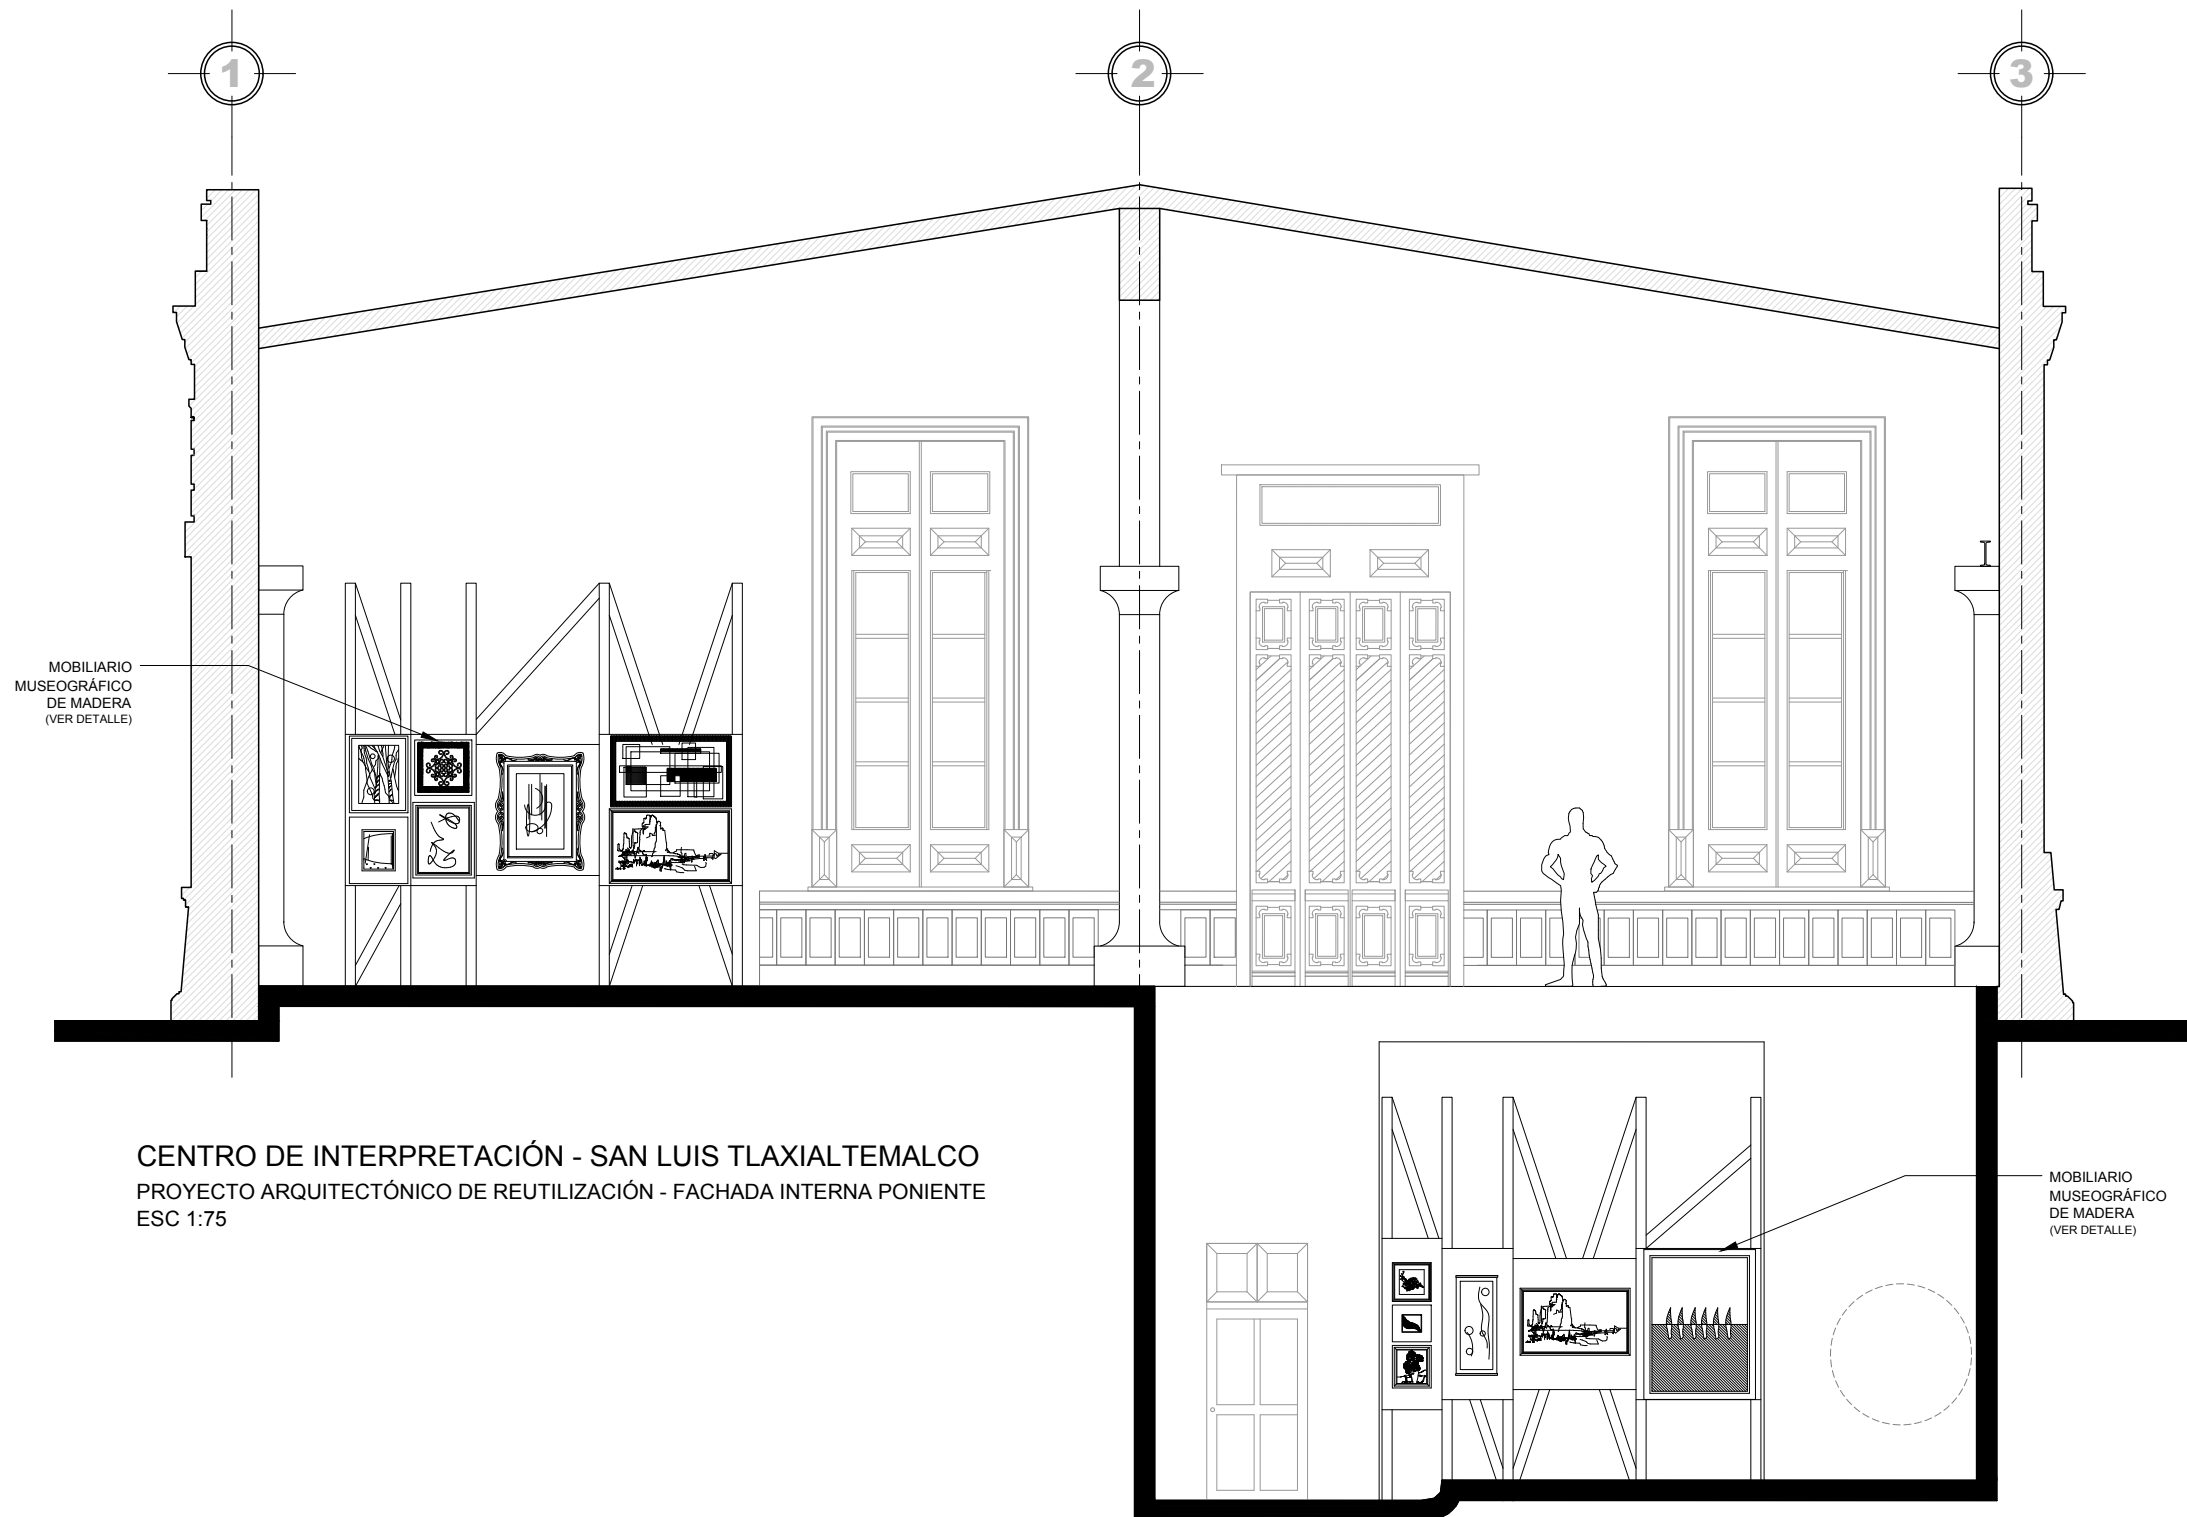 1
2
3
MOBILIARIO
MUSEOGRÁFICO
DE MADERA
(VER DETALLE)
CENTRO DE INTERPRETACIÓN - SAN LUIS TLAXIALTEMALCO
PROYECTO ARQUITECTÓNICO DE REUTILIZACIÓN - FACHADA INTERNA PONIENTE
ESC 1:75
MOBILIARIO
MUSEOGRÁFICO
DE MADERA
(VER DETALLE)